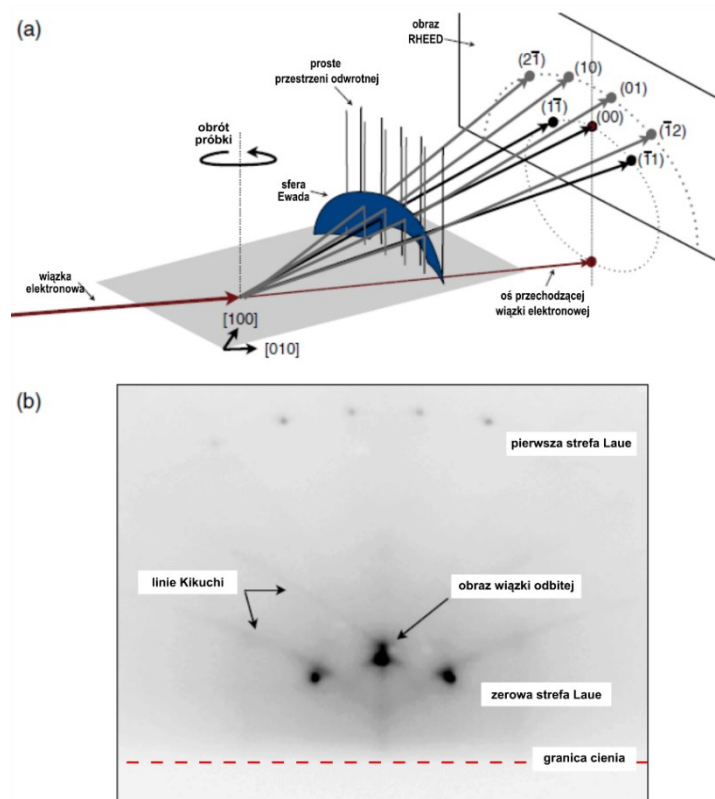 (a)
obraz
RHEED
proste
przestrzeni odwrotnej
(21̄)
(10)
(01)
(11̄)
(00)
(1̄2)
(1̄1)
obrót
próbki
sfera
Ewada
wiązka
elektronowa
oś przechodzącej
wiązki elektronowej
[100]
[010]
(b)
pierwsza strefa Laue
linie Kikuchi
obraz wiązki odbitej
zerowa strefa Laue
granica cienia